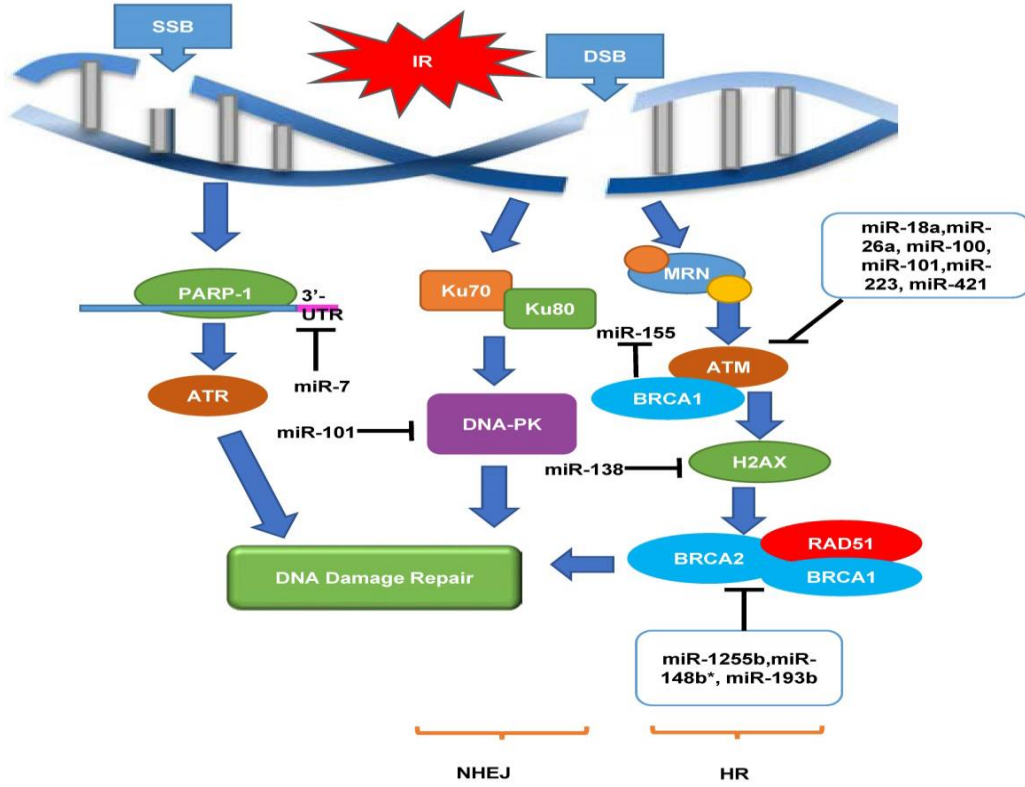 SSB
IR
DSB
miR-18a,miR-
26a, miR-100,
miR-101,miR-
223, miR-421
MRN
PARP-1
3'-
UTR
Ku70
Ku80
miR-155
ATM
miR-7
ATR
BRCA1
miR-101
DNA-PK
miR-138
H2AX
RAD51
BRCA2
BRCA1
DNA Damage Repair
miR-1255b,miR-
148b*, miR-193b
NHEJ
HR